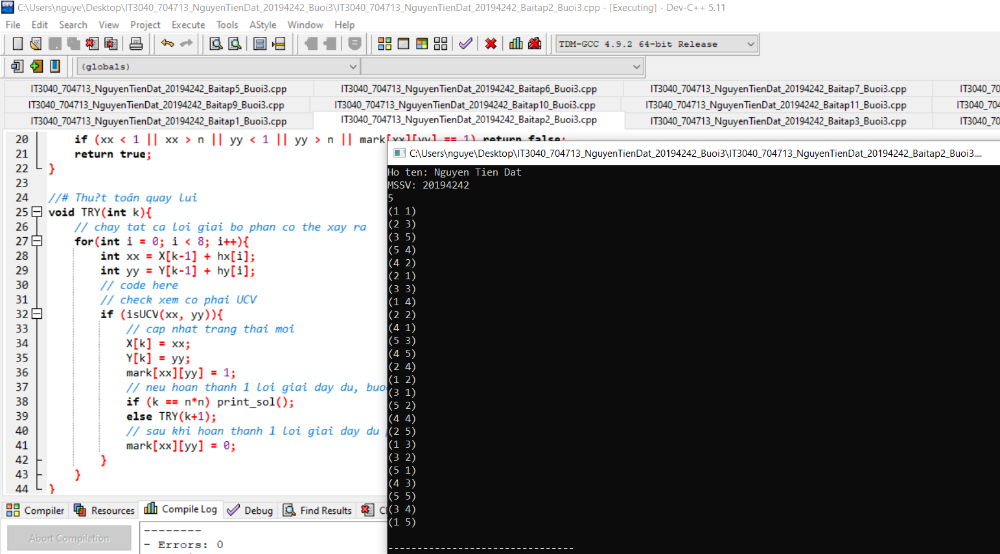 C:\Users\nguye\Desktop\IT3040_704713_NguyenTienDat_20194242_Buoi3\IT3040_704713_NguyenTienDat_20194242_Baitap2_Buoi3.cpp - [Executing] - Dev-C++ 5.11
File Edit Search View Project Execute Tools AStyle Window Help
TDM-GCC 4.9.2 64-bit Release
(globals)
IT3040_704713_NguyenTienDat_20194242_Baitap5_Buoi3.cpp IT3040_704713_NguyenTienDat_20194242_Baitap6_Buoi3.cpp IT3040_704713_NguyenTienDat_20194242_Baitap7_Buoi3.cpp IT3040_70
IT3040_704713_NguyenTienDat_20194242_Baitap9_Buoi3.cpp IT3040_704713_NguyenTienDat_20194242_Baitap10_Buoi3.cpp IT3040_704713_NguyenTienDat_20194242_Baitap11_Buoi3.cpp IT3040_704
IT3040_704713_NguyenTienDat_20194242_Baitap1_Buoi3.cpp IT3040_704713_NguyenTienDat_20194242_Baitap2_Buoi3.cpp IT3040_704713_NguyenTienDat_20194242_Baitap3_Buoi3.cpp IT3040_70
20 if (xx < 1 || xx > n || yy < 1 || yy > n || mark[xx][yy] == 1) return false;
21 return true;
22 }
23
24 //# Thu?t toán quay lui
25 void TRY(int k){
26 // chay tat ca loi giai bo phan co the xay ra
27 for(int i = 0; i < 8; i++){
28 int xx = X[k-1] + hx[i];
29 int yy = Y[k-1] + hy[i];
30 // code here
31 // check xem co phai UCV
32 if (isUCV(xx, yy)){
33 // cap nhat trang thai moi
34 X[k] = xx;
35 Y[k] = yy;
36 mark[xx][yy] = 1;
37 // neu hoan thanh 1 loi giai day du, buo
38 if (k == n*n) print_sol();
39 else TRY(k+1);
40 // sau khi hoan thanh 1 loi giai day du
41 mark[xx][yy] = 0;
42 }
43 }
44 }
C:\Users\nguye\Desktop\IT3040_704713_NguyenTienDat_20194242_Buoi3\IT3040_704713_NguyenTienDat_20194242_Baitap2_Buoi3....
Ho ten: Nguyen Tien Dat
MSSV: 20194242
5
(1 1)
(2 3)
(3 5)
(5 4)
(4 2)
(2 1)
(3 3)
(1 4)
(2 2)
(4 1)
(5 3)
(4 5)
(2 4)
(1 2)
(3 1)
(5 2)
(4 4)
(2 5)
(1 3)
(3 2)
(5 1)
(4 3)
(5 5)
(3 4)
(1 5)
--------------------------------
Compiler Resources Compile Log Debug Find Results
Abort Compilation
--------
- Errors: 0